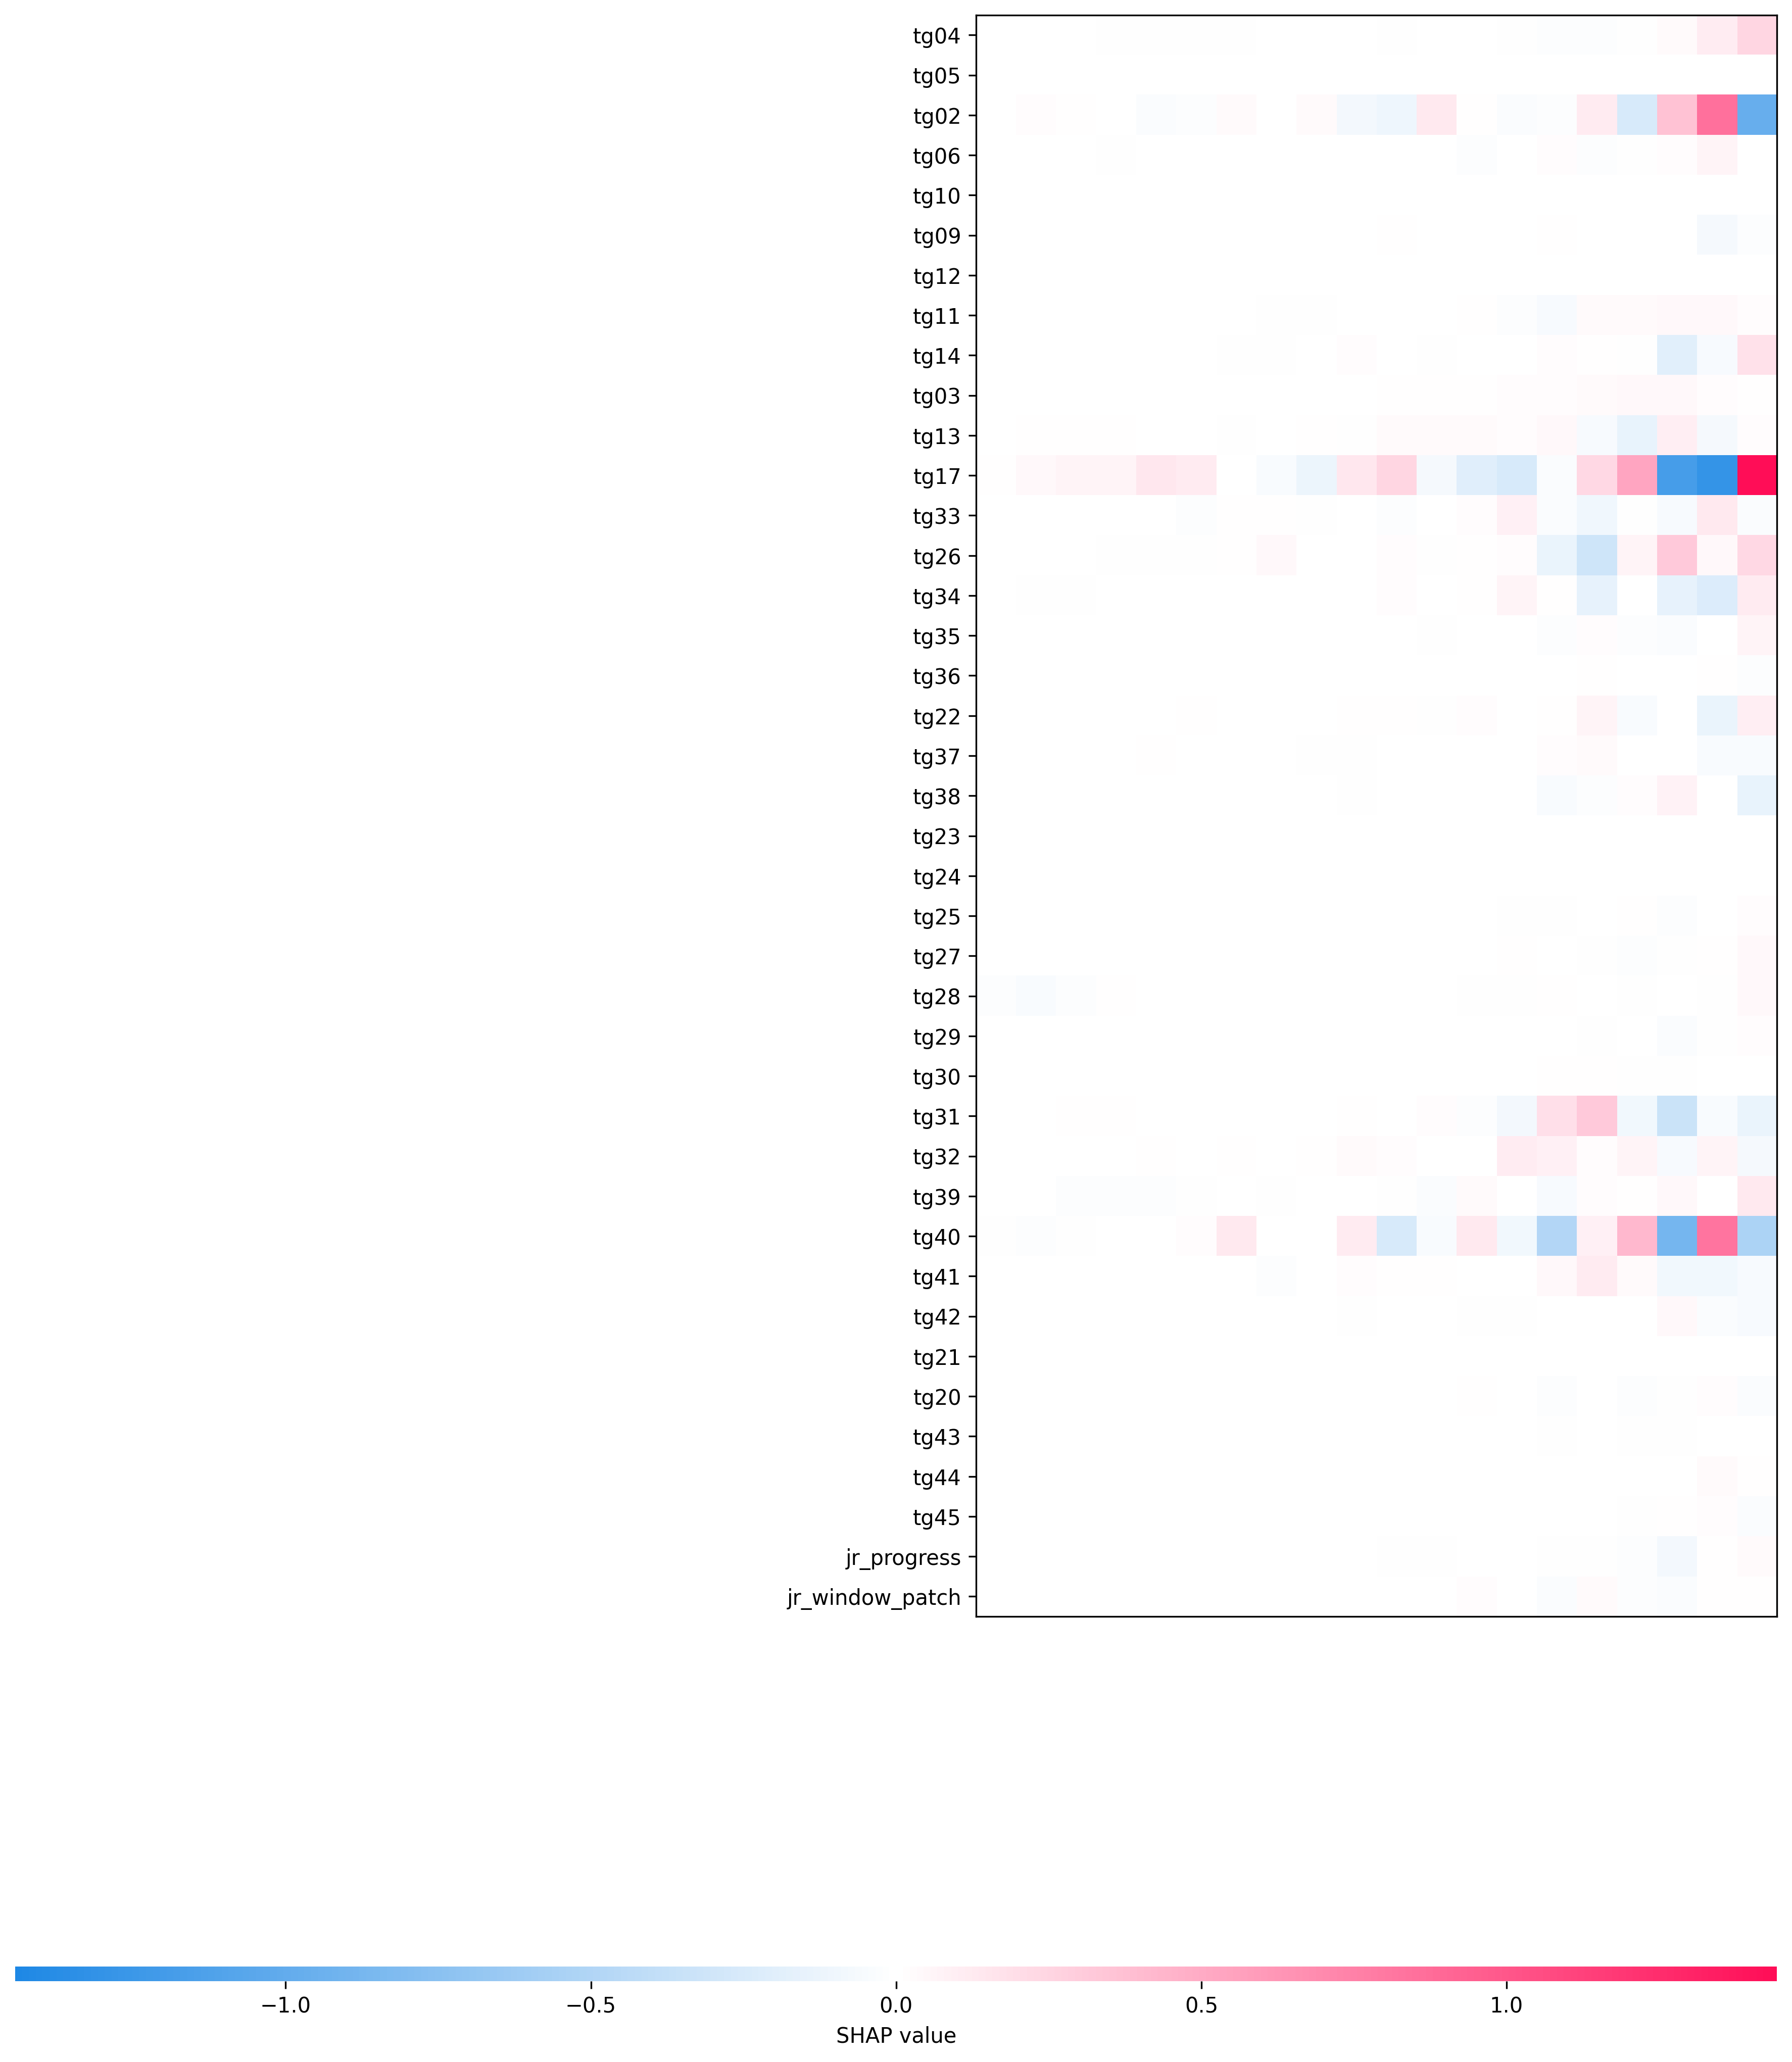 tg04
tg05
tg02
tg06
tg10
tg09
tg12
tg11
tg14
tg03
tg13
tg17
tg33
tg26
tg34
tg35
tg36
tg22
tg37
tg38
tg23
tg24
tg25
tg27
tg28
tg29
tg30
tg31
tg32
tg39
tg40
tg41
tg42
tg21
tg20
tg43
tg44
tg45
jr_progress
jr_window_patch
−1.0 −0.5 0.0 0.5 1.0
SHAP value